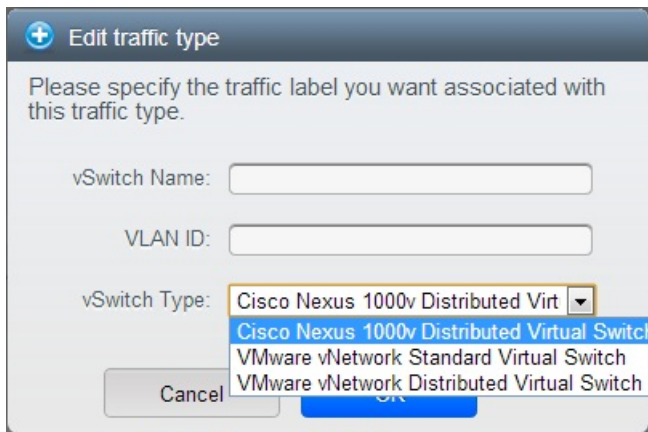 Edit traffic type
Please specify the traffic label you want associated with
this traffic type.
vSwitch Name:
VLAN ID:
vSwitch Type: Cisco Nexus 1000v Distributed Virt
Cisco Nexus 1000v Distributed Virtual Switch
VMware vNetwork Standard Virtual Switch
VMware vNetwork Distributed Virtual Switch
Cancel OK